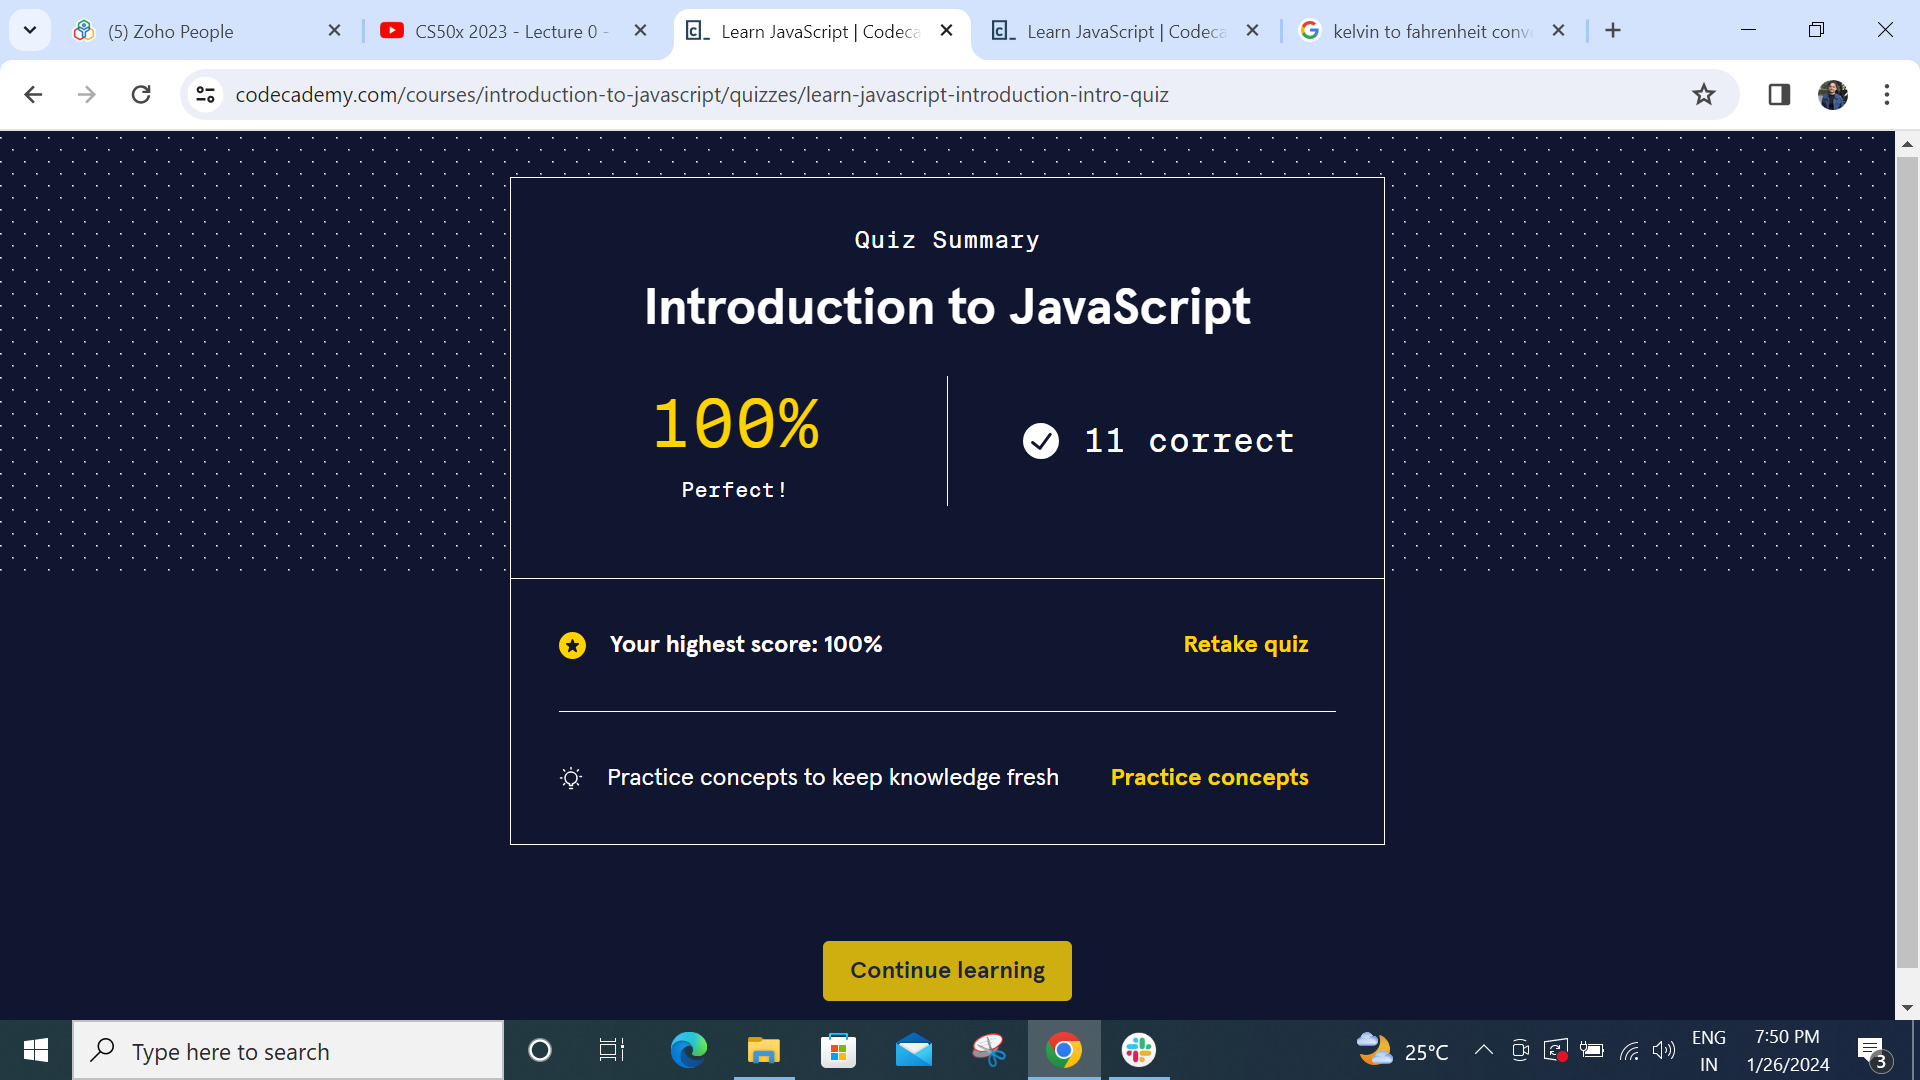 (5) Zoho People
CS50x 2023 - Lecture 0 -
Learn JavaScript | Codeca
Learn JavaScript | Codeca
kelvin to fahrenheit conv
codecademy.com/courses/introduction-to-javascript/quizzes/learn-javascript-introduction-intro-quiz
Quiz Summary
Introduction to JavaScript
100%
Perfect!
11 correct
Your highest score: 100%
Retake quiz
Practice concepts to keep knowledge fresh
Practice concepts
Continue learning
Type here to search
25°C
ENG
IN
7:50 PM
1/26/2024
3